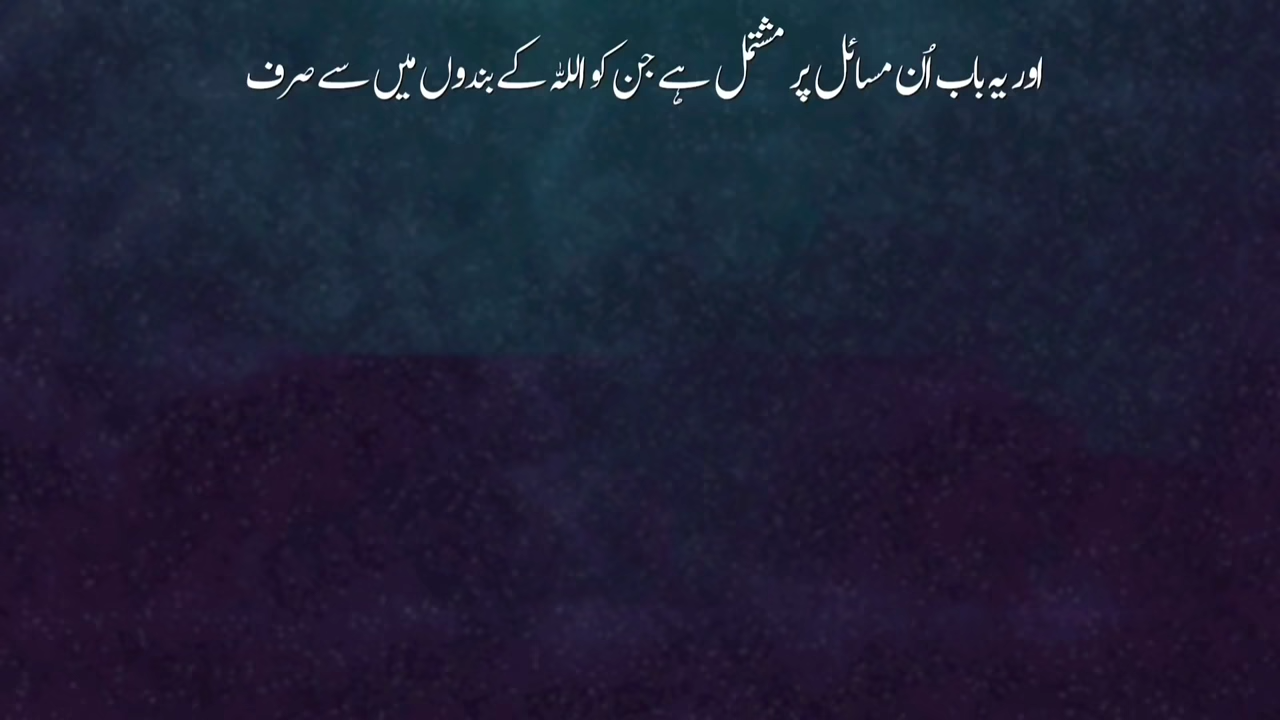 اور یہ باب اُن مسائل پر مشتمل ہے جن کو اللہ کے بندوں میں سے صرف